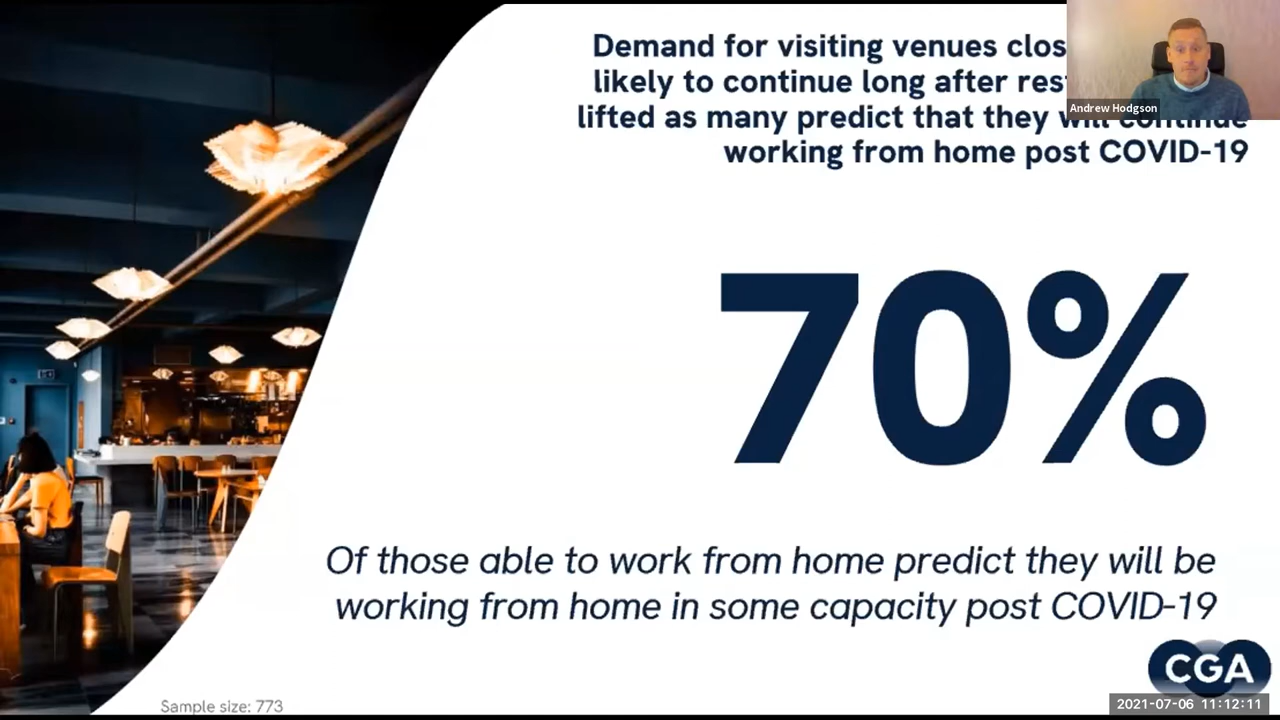 Demand for visiting venues
likely to continue long after
lifted as many predict that they will continue
working from home post COVID-19
Andrew Hodgson
70%
Of those able to work from home predict they will be
working from home in some capacity post COVID-19
CGA
Sample size: 773
2021-07-06 11:12:11